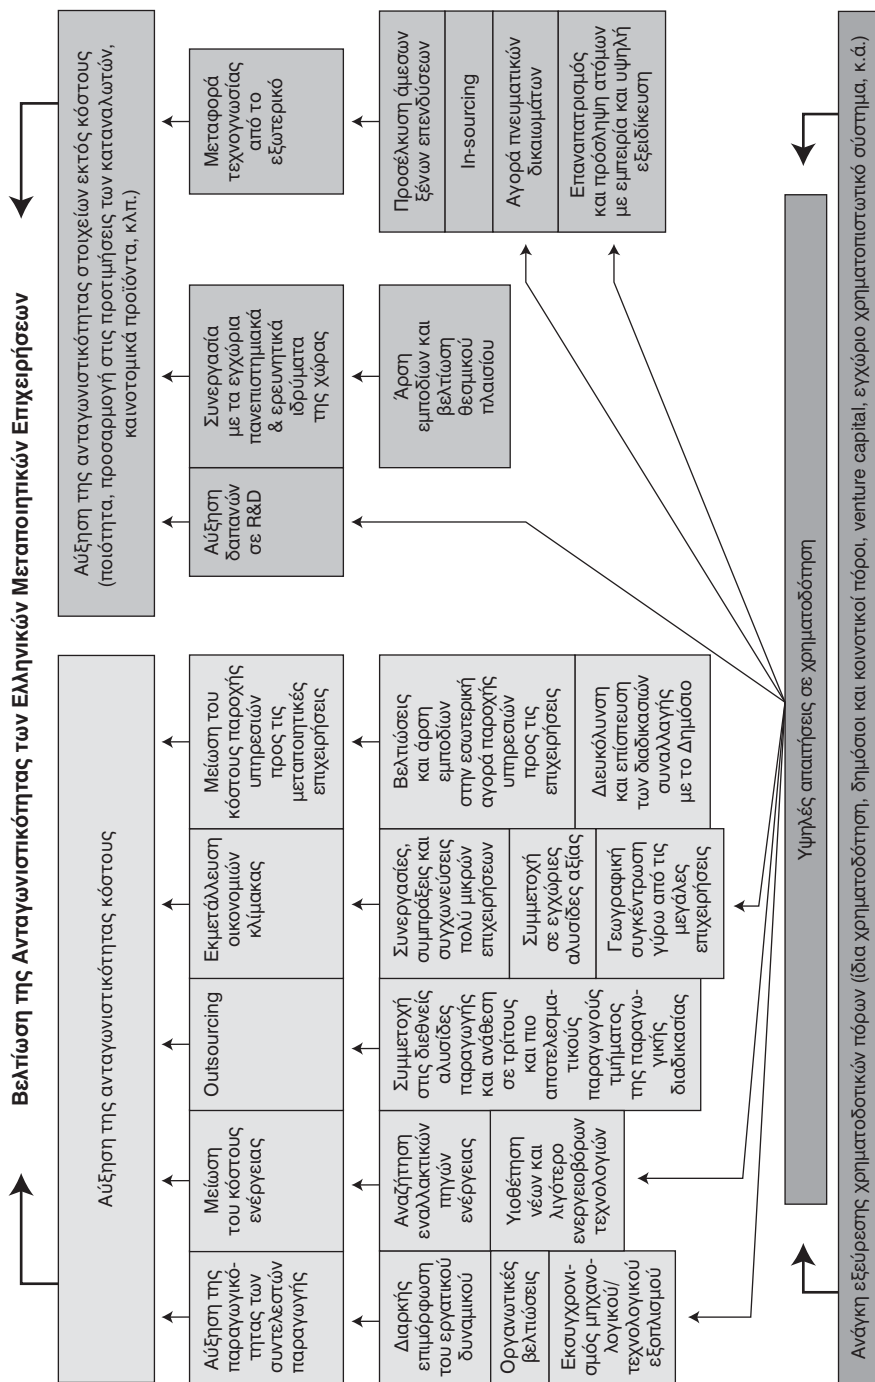 Βελτίωση της Ανταγωνιστικότητας των Ελληνικών Μεταποιητικών Επιχειρήσεων
Αύξηση της ανταγωνιστικότητας κόστους
Αύξηση της ανταγωνιστικότητας στοιχείων εκτός κόστους
(ποιότητα, προσαρμογή στις προτιμήσεις των καταναλωτών,
καινοτομικά προϊόντα, κλπ.)
Αύξηση της
παραγωγικό-
τητας των
συντελεστών
παραγωγής
Μείωση
του κόστους
ενέργειας
Outsourcing
Εκμετάλλευση
οικονομιών
κλίμακας
Μείωση του
κόστους παροχής
υπηρεσιών
προς τις
μεταποιητικές
επιχειρήσεις
Αύξηση
δαπανών
σε R&D
Συνεργασία
με τα εγχώρια
πανεπιστημιακά
& ερευνητικά
ιδρύματα
της χώρας
Μεταφορά
τεχνογνωσίας
από το
εξωτερικό
Διαρκής
επιμόρφωση
του εργατικού
δυναμικού
Οργανωτικές
βελτιώσεις
Εκσυγχρονι-
σμός μηχανο-
λογικού/
τεχνολογικού
εξοπλισμού
Αναζήτηση
εναλλακτικών
πηγών
ενέργειας
Υιοθέτηση
νέων και
λιγότερο
ενεργειοβόρων
τεχνολογιών
Συμμετοχή
στις διεθνείς
αλυσίδες
παραγωγής
και ανάθεση
σε τρίτους
και πιο
αποτελεσμα-
τικούς
παραγωγούς
τμήματος
της παραγω-
γικής
διαδικασίας
Συνεργασίες,
συμπράξεις και
συγχωνεύσεις
πολύ μικρών
επιχειρήσεων
Συμμετοχή
σε εγχώριες
αλυσίδες αξίας
Γεωγραφική
συγκέντρωση
γύρω από τις
μεγάλες
επιχειρήσεις
Βελτιώσεις
και άρση
εμποδίων
στην εσωτερική
αγορά παροχής
υπηρεσιών
προς τις
επιχειρήσεις
Διευκόλυνση
και επίσπευση
των διαδικασιών
συναλλαγής
με το Δημόσιο
Άρση
εμποδίων και
βελτίωση
θεσμικού
πλαισίου
Προσέλκυση άμεσων
ξένων επενδύσεων
In-sourcing
Αγορά πνευματικών
δικαιωμάτων
Επαναπατρισμός
και πρόσληψη ατόμων
με εμπειρία και υψηλή
εξειδίκευση
Υψηλές απαιτήσεις σε χρηματοδότηση
Ανάγκη εξεύρεσης χρηματοδοτικών πόρων (ίδια χρηματοδότηση, δημόσιοι και κοινοτικοί πόροι, venture capital, εγχώριο χρηματοπιστωτικό σύστημα, κ.ά.)